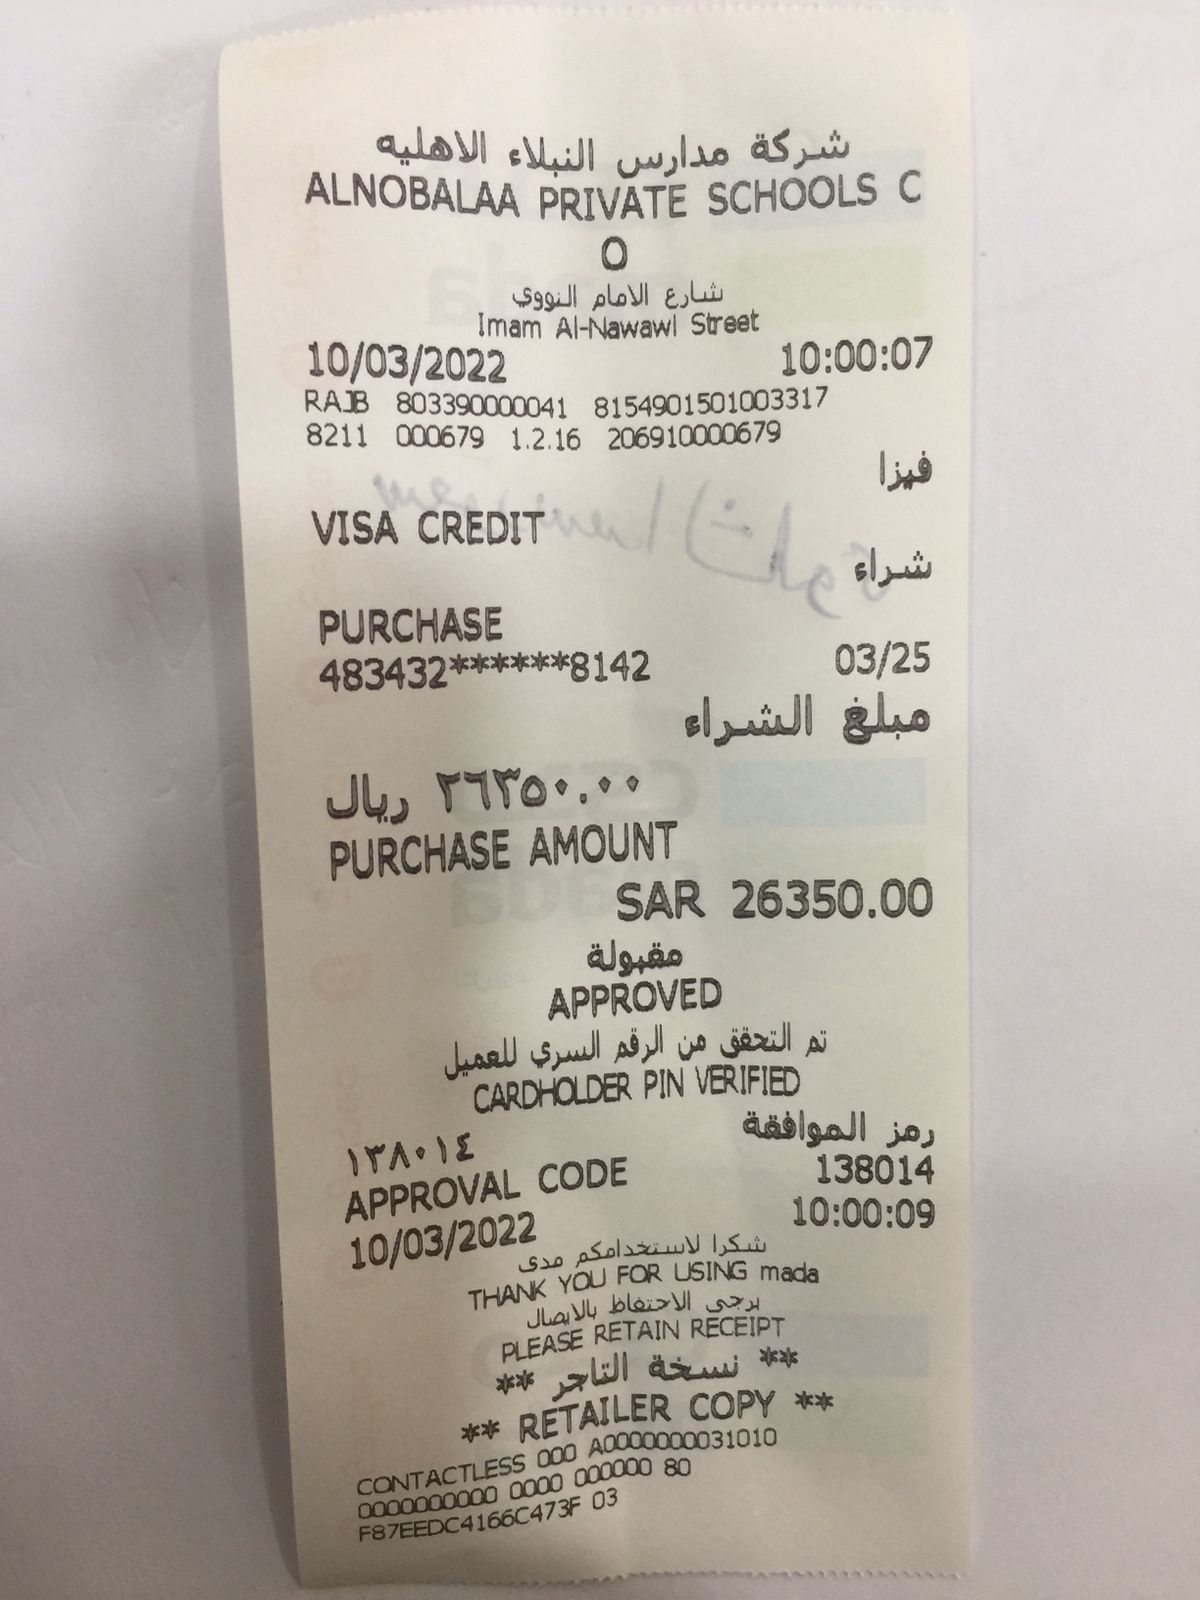 شركة مدارس النبلاء الاهليه
ALNOBALAA PRIVATE SCHOOLS C
O
شارع الامام النووي
Imam Al-Nawawi Street
10/03/2022 10:00:07
RAJB 803390000041 8154901501003317
8211 000679 1.2.16 206910000679
فيزا
VISA CREDIT
شراء
PURCHASE
483432******8142 03/25
مبلغ الشراء
٢٦٣٥٠.٠٠ ريال
PURCHASE AMOUNT
SAR 26350.00
مقبولة
APPROVED
تم التحقق من الرقم السري للعميل
CARDHOLDER PIN VERIFIED
رمز الموافقة
١٣٨٠١٤
APPROVAL CODE 138014
10/03/2022 10:00:09
شكرا لاستخدامكم مدى
THANK YOU FOR USING mada
يرجى الاحتفاظ بالايصال
PLEASE RETAIN RECEIPT
** نسخة التاجر **
** RETAILER COPY **
CONTACTLESS 000 A0000000031010
0000000000 0000 000000 80
F87EEDC4166C473F 03